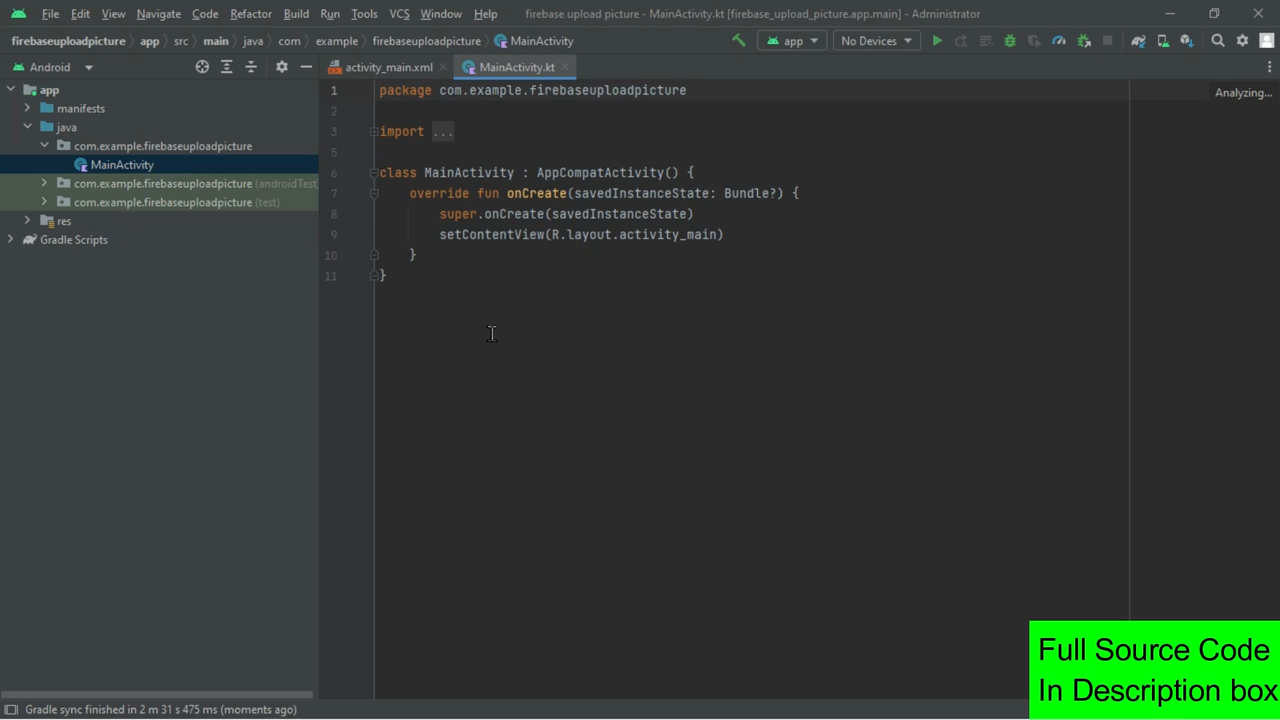 File Edit View Navigate Code Refactor Build Run Tools VCS Window Help firebase upload picture - MainActivity.kt [firebase_upload_picture.app.main] - Administrator
firebaseuploadpicture app src main java com example firebaseuploadpicture MainActivity app No Devices
Android activity_main.xml MainActivity.kt
app
manifests
java
com.example.firebaseuploadpicture
MainActivity
com.example.firebaseuploadpicture (androidTest
com.example.firebaseuploadpicture (test)
res
Gradle Scripts
1 package com.example.firebaseuploadpicture
Analyzing...
2
3 import ...
5
6 class MainActivity : AppCompatActivity() {
7 override fun onCreate(savedInstanceState: Bundle?) {
8 super.onCreate(savedInstanceState)
9 setContentView(R.layout.activity_main)
10 }
11 }
Full Source Code
In Description box
Gradle sync finished in 2 m 31 s 475 ms (moments ago)